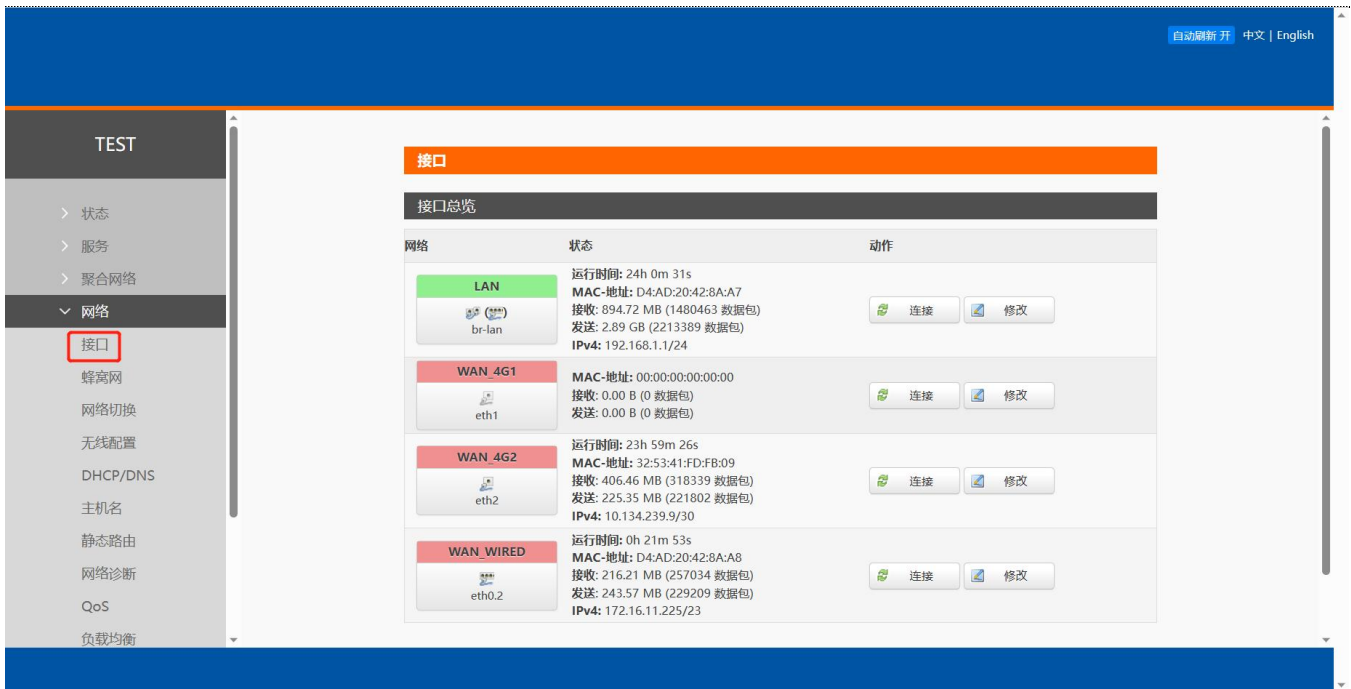 自动刷新 开 中文 | English
TEST
状态
服务
聚合网络
网络
接口
蜂窝网
网络切换
无线配置
DHCP/DNS
主机名
静态路由
网络诊断
QoS
负载均衡
接口
接口总览
网络 状态 动作
LAN
br-lan
运行时间: 24h 0m 31s
MAC-地址: D4:AD:20:42:8A:A7
接收: 894.72 MB (1480463 数据包)
发送: 2.89 GB (2213389 数据包)
IPv4: 192.168.1.1/24
连接 修改
WAN_4G1
eth1
MAC-地址: 00:00:00:00:00:00
接收: 0.00 B (0 数据包)
发送: 0.00 B (0 数据包)
连接 修改
WAN_4G2
eth2
运行时间: 23h 59m 26s
MAC-地址: 32:53:41:FD:FB:09
接收: 406.46 MB (318339 数据包)
发送: 225.35 MB (221802 数据包)
IPv4: 10.134.239.9/30
连接 修改
WAN_WIRED
eth0.2
运行时间: 0h 21m 53s
MAC-地址: D4:AD:20:42:8A:A8
接收: 216.21 MB (257034 数据包)
发送: 243.57 MB (229209 数据包)
IPv4: 172.16.11.225/23
连接 修改